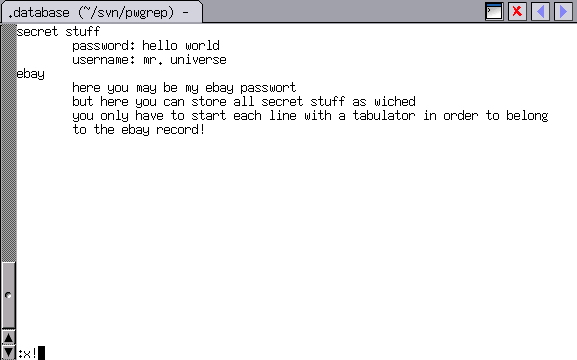 .database (~/svn/pwgrep) -
secret stuff
password: hello world
username: mr. universe
ebay
here you may be my ebay passwort
but here you can store all secret stuff as wiched
you only have to start each line with a tabulator in order to belong
to the ebay record!
:x!